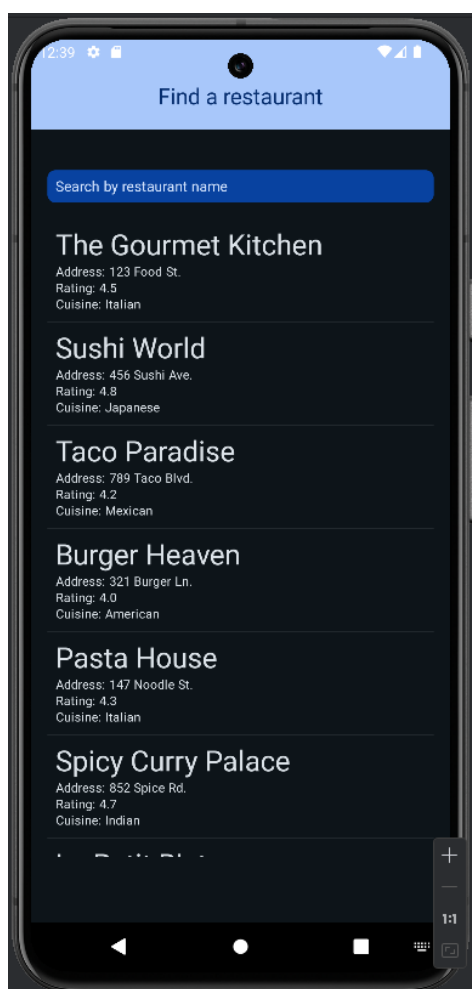 12:39
Find a restaurant
Search by restaurant name
The Gourmet Kitchen
Address: 123 Food St.
Rating: 4.5
Cuisine: Italian
Sushi World
Address: 456 Sushi Ave.
Rating: 4.8
Cuisine: Japanese
Taco Paradise
Address: 789 Taco Blvd.
Rating: 4.2
Cuisine: Mexican
Burger Heaven
Address: 321 Burger Ln.
Rating: 4.0
Cuisine: American
Pasta House
Address: 147 Noodle St.
Rating: 4.3
Cuisine: Italian
Spicy Curry Palace
Address: 852 Spice Rd.
Rating: 4.7
Cuisine: Indian
1:1